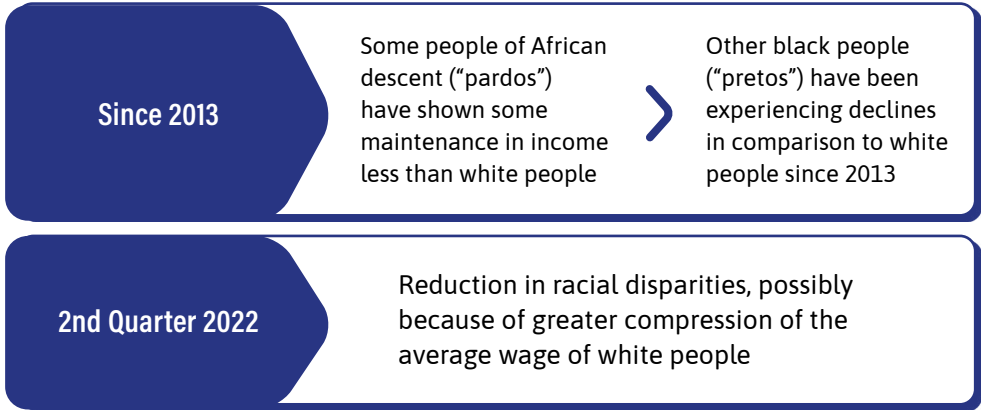 Since 2013
Some people of African
descent (“pardos”)
have shown some
maintenance in income
less than white people
Other black people
(“pretos”) have been
experiencing declines
in comparison to white
people since 2013
2nd Quarter 2022
Reduction in racial disparities, possibly
because of greater compression of the
average wage of white people